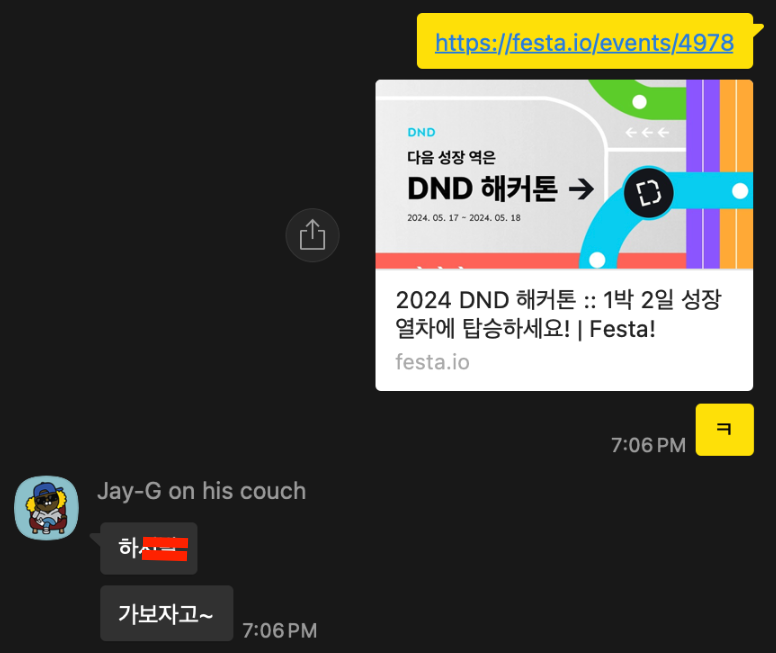 https://festa.io/events/4978
DND
다음 성장 역은
DND 해커톤 →
2024. 05. 17 ~ 2024. 05. 18
2024 DND 해커톤 :: 1박 2일 성장
열차에 탑승하세요! | Festa!
festa.io
ㅋ
7:06 PM
Jay-G on his couch
가보자고~
7:06 PM